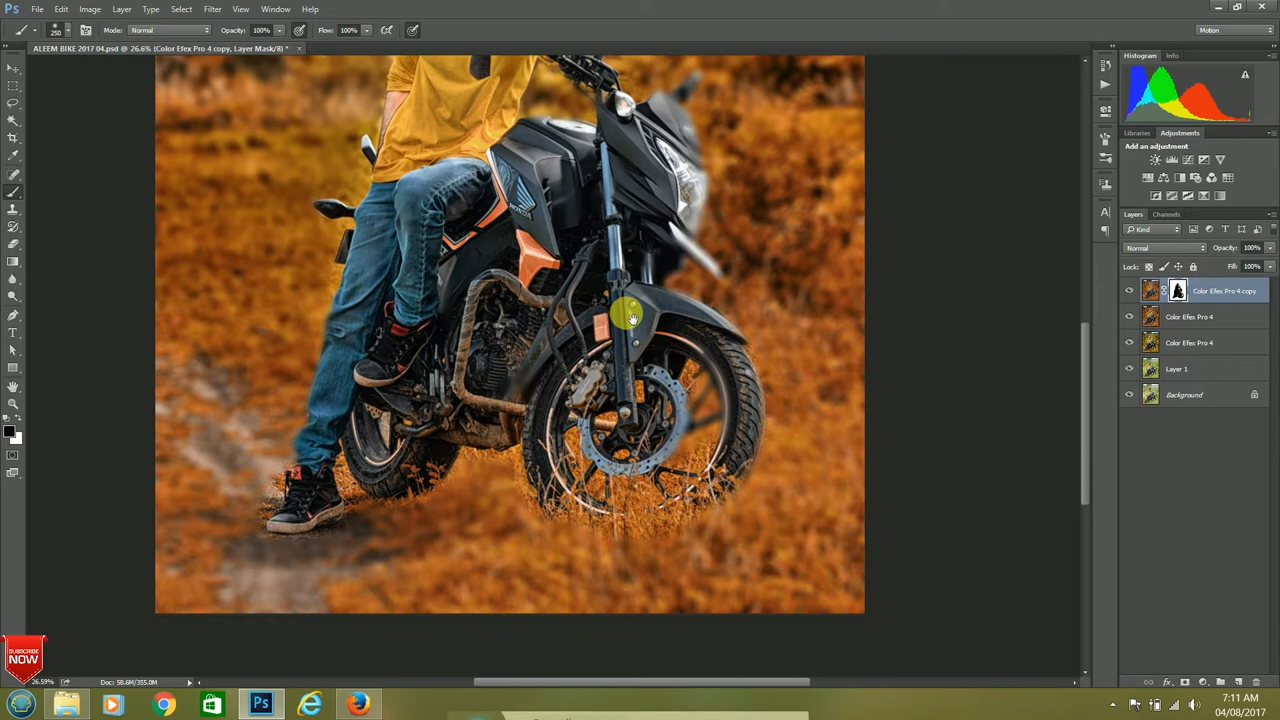 Ps File Edit Image Layer Type Select Filter View Window Help
250 Mode: Normal Opacity: 100% Flow: 100% Motion
ALEEM BIKE 2017 04.psd @ 26.6% (Color Efex Pro 4 copy, Layer Mask/8) * ×
Histogram Info
Libraries Adjustments
Add an adjustment
Layers Channels
Kind
Normal Opacity: 100%
Lock: Fill: 100%
Color Efex Pro 4 copy
Color Efex Pro 4
Color Efex Pro 4
Layer 1
Background
HONDA
SUBSCRIBE
NOW
26.59% Doc: 58.6M/355.0M
Ps
7:11 AM
04/08/2017